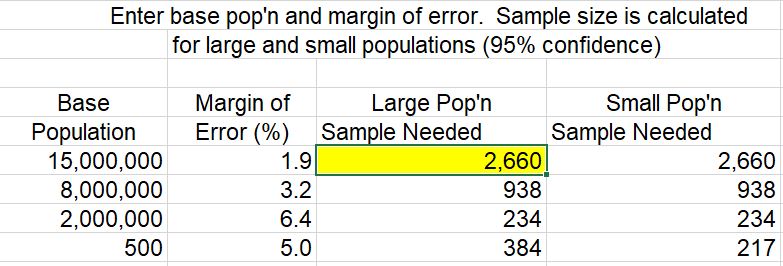 Enter base pop'n and margin of error.  Sample size is calculated
for large and small populations (95% confidence)
Base Margin of Large Pop'n Small Pop'n
Population Error (%) Sample Needed Sample Needed
15,000,000 1.9 2,660 2,660
8,000,000 3.2 938 938
2,000,000 6.4 234 234
500 5.0 384 217